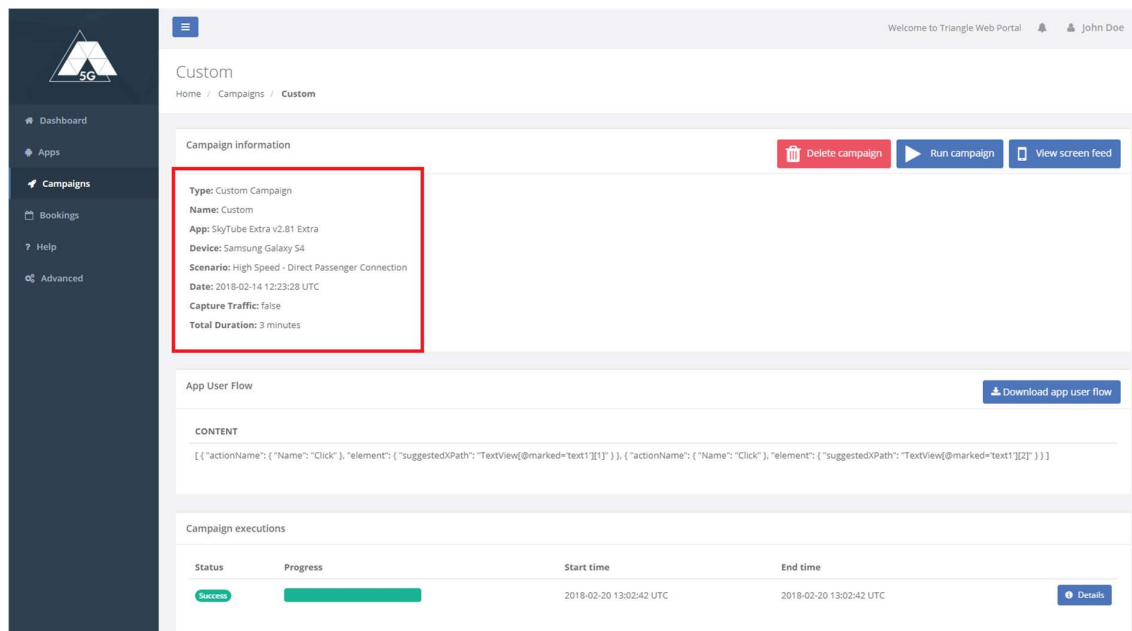 Welcome to Triangle Web Portal John Doe
5G
Custom
Home / Campaigns / Custom
Dashboard
Apps
Campaigns
Bookings
? Help
Advanced
Campaign information
Delete campaign
Run campaign
View screen feed
Type: Custom Campaign
Name: Custom
App: SkyTube Extra v2.81 Extra
Device: Samsung Galaxy S4
Scenario: High Speed - Direct Passenger Connection
Date: 2018-02-14 12:23:28 UTC
Capture Traffic: false
Total Duration: 3 minutes
App User Flow
Download app user flow
CONTENT
[ { "actionName": { "Name": "Click" }, "element": { "suggestedXPath": "TextView[@marked='text1'][1]" } }, { "actionName": { "Name": "Click" }, "element": { "suggestedXPath": "TextView[@marked='text1'][2]" } } ]
Campaign executions
Status Progress Start time End time
Success 2018-02-20 13:02:42 UTC 2018-02-20 13:02:42 UTC Details